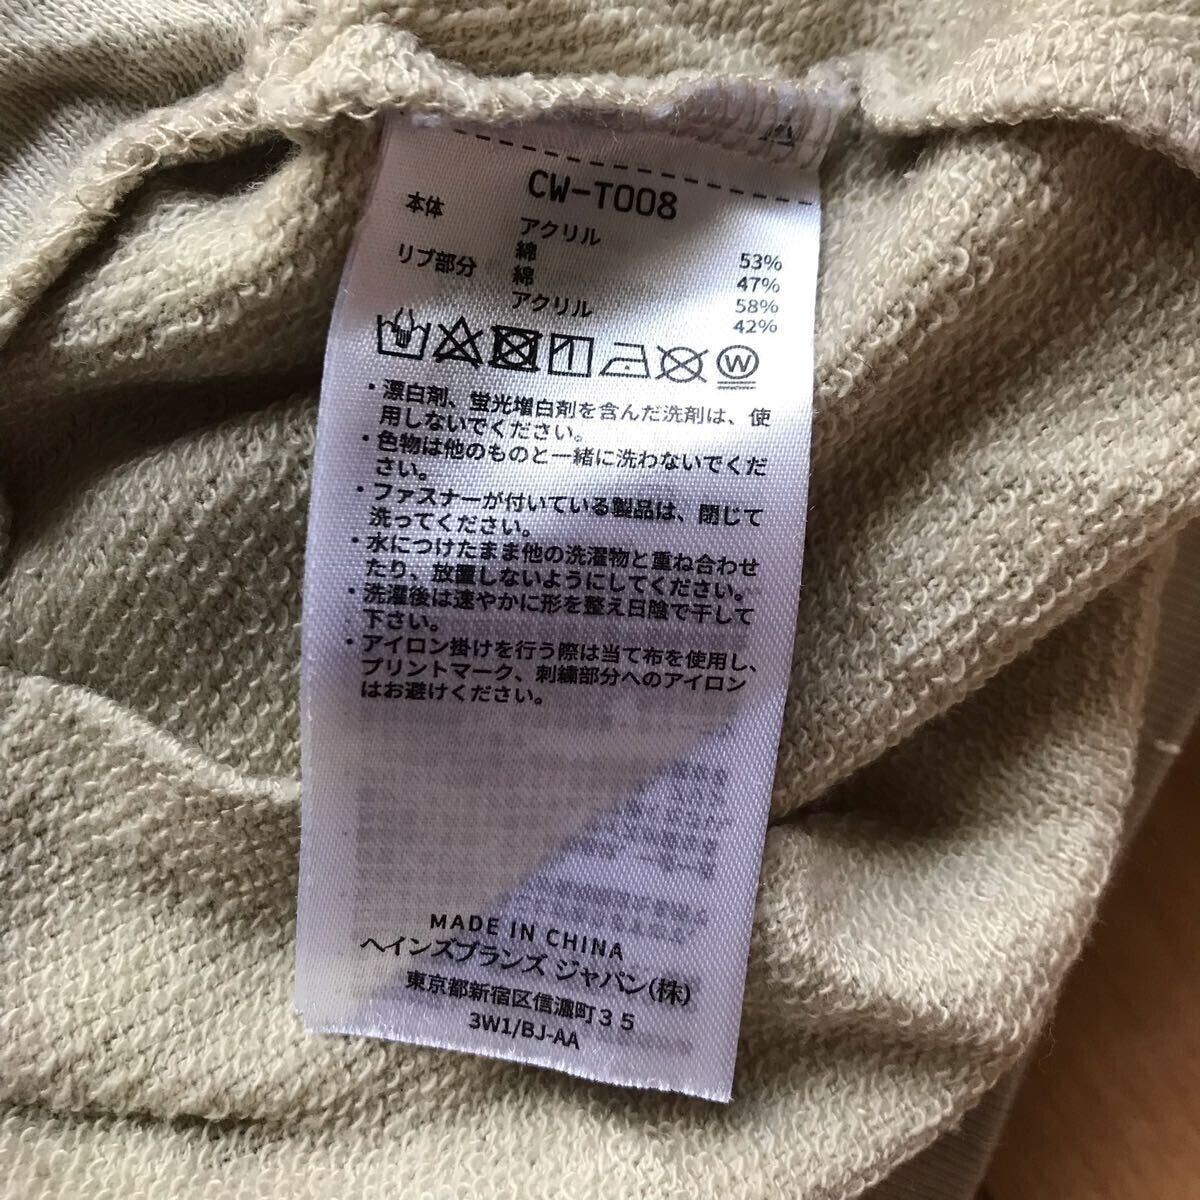 CW-T008
本体 アクリル 53%
綿 47%
リブ部分 綿 58%
アクリル 42%
W
・漂白剤、蛍光増白剤を含んだ洗剤は、使
用しないでください。
・色物は他のものと一緒に洗わないでくだ
さい。
・ファスナーが付いている製品は、閉じて
洗ってください。
・水につけたまま他の洗濯物と重ね合わせ
たり、放置しないようにしてください。
・洗濯後は速やかに形を整え日陰で干して
下さい。
・アイロン掛けを行う際は当て布を使用し、
プリントマーク、刺繍部分へのアイロン
はお避けください。
MADE IN CHINA
ヘインズブランズ ジャパン(株)
東京都新宿区信濃町35
3W1/BJ-AA